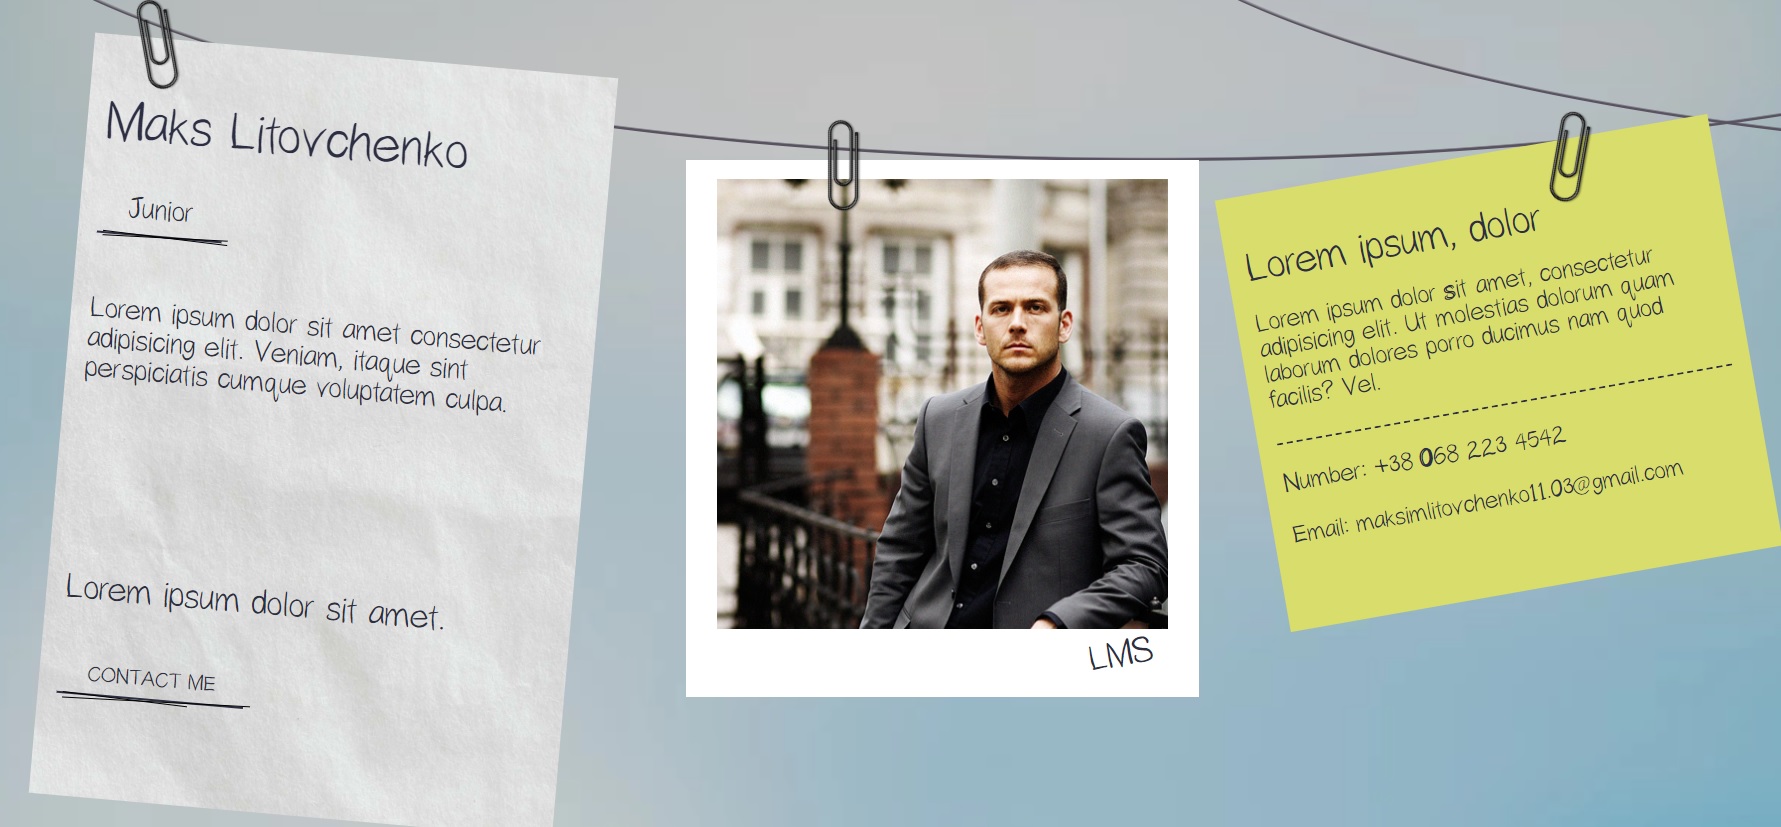 Maks Litovchenko
Junior
Lorem ipsum dolor sit amet consectetur
adipisicing elit. Veniam, itaque sint
perspiciatis cumque voluptatem culpa.
Lorem ipsum dolor sit amet.
CONTACT ME
LMS
Lorem ipsum, dolor
Lorem ipsum dolor sit amet, consectetur
adipisicing elit. Ut molestias dolorum quam
laborum dolores porro ducimus nam quod
facilis? Vel.
Number: +38 068 223 4542
Email: maksimlitovchenko11.03@gmail.com